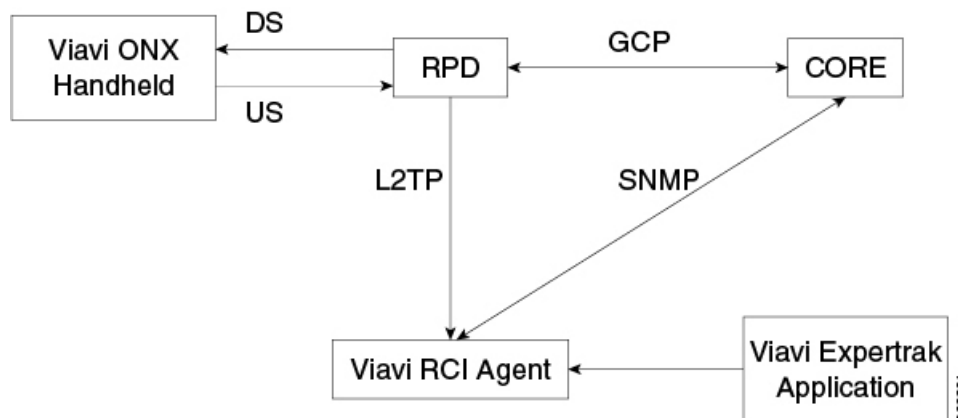 DS
Viavi ONX
Handheld
US
RPD
GCP
CORE
L2TP
SNMP
Viavi RCI Agent
Viavi Expertrak
Application